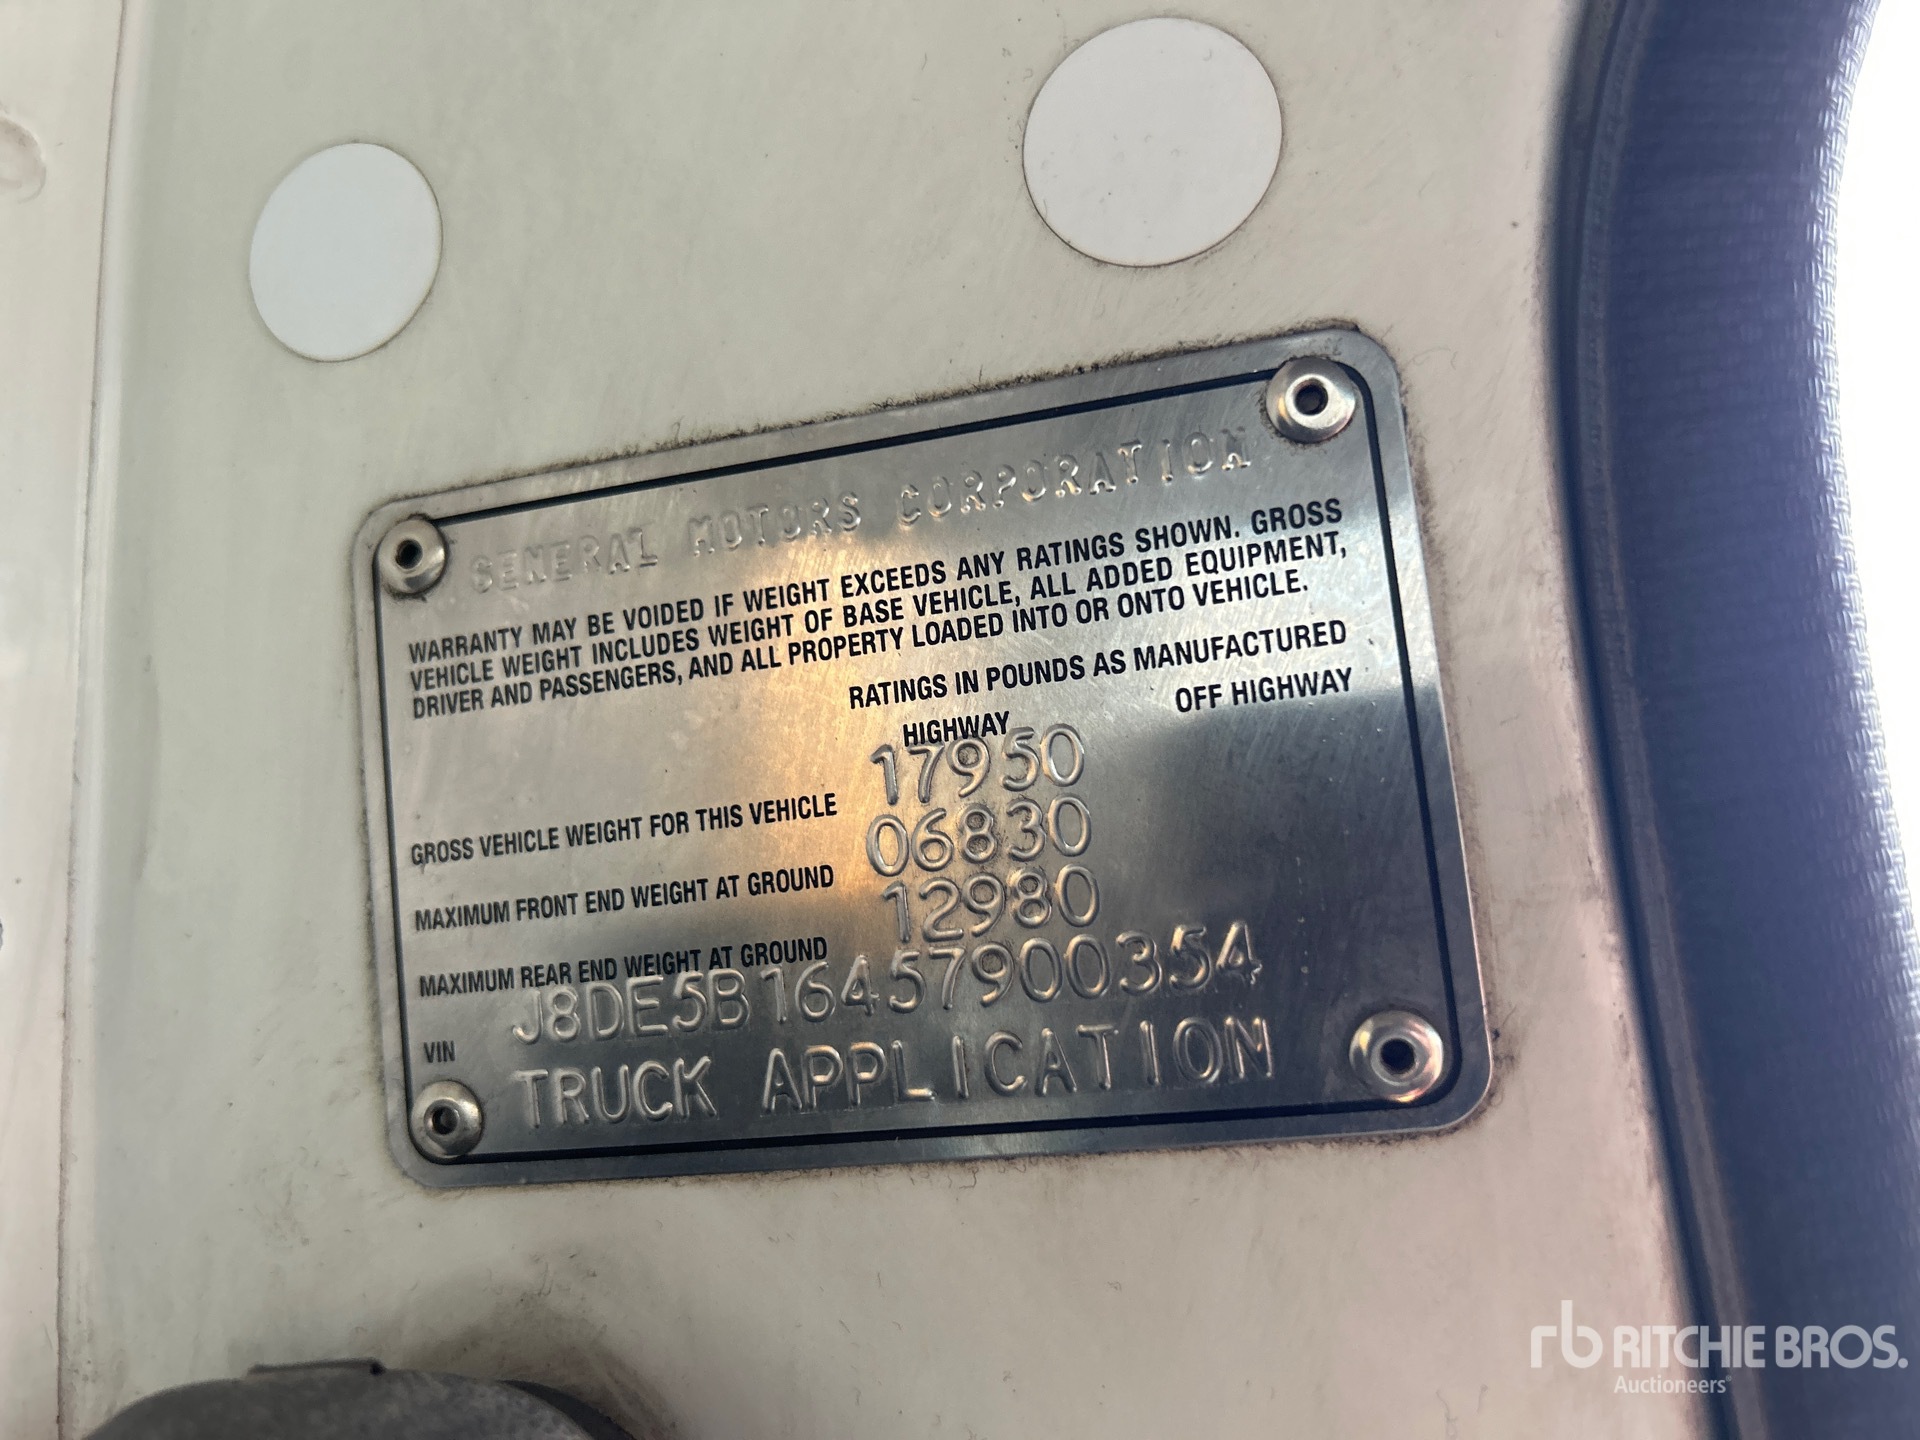 GENERAL MOTORS CORPORATION
WARRANTY MAY BE VOIDED IF WEIGHT EXCEEDS ANY RATINGS SHOWN. GROSS
VEHICLE WEIGHT INCLUDES WEIGHT OF BASE VEHICLE, ALL ADDED EQUIPMENT,
DRIVER AND PASSENGERS, AND ALL PROPERTY LOADED INTO OR ONTO VEHICLE.
RATINGS IN POUNDS AS MANUFACTURED
HIGHWAY OFF HIGHWAY
GROSS VEHICLE WEIGHT FOR THIS VEHICLE 17950
MAXIMUM FRONT END WEIGHT AT GROUND 06830
MAXIMUM REAR END WEIGHT AT GROUND 12980
VIN J8DE5B16457900354
TRUCK APPLICATION
rb RITCHIE BROS.
Auctioneers